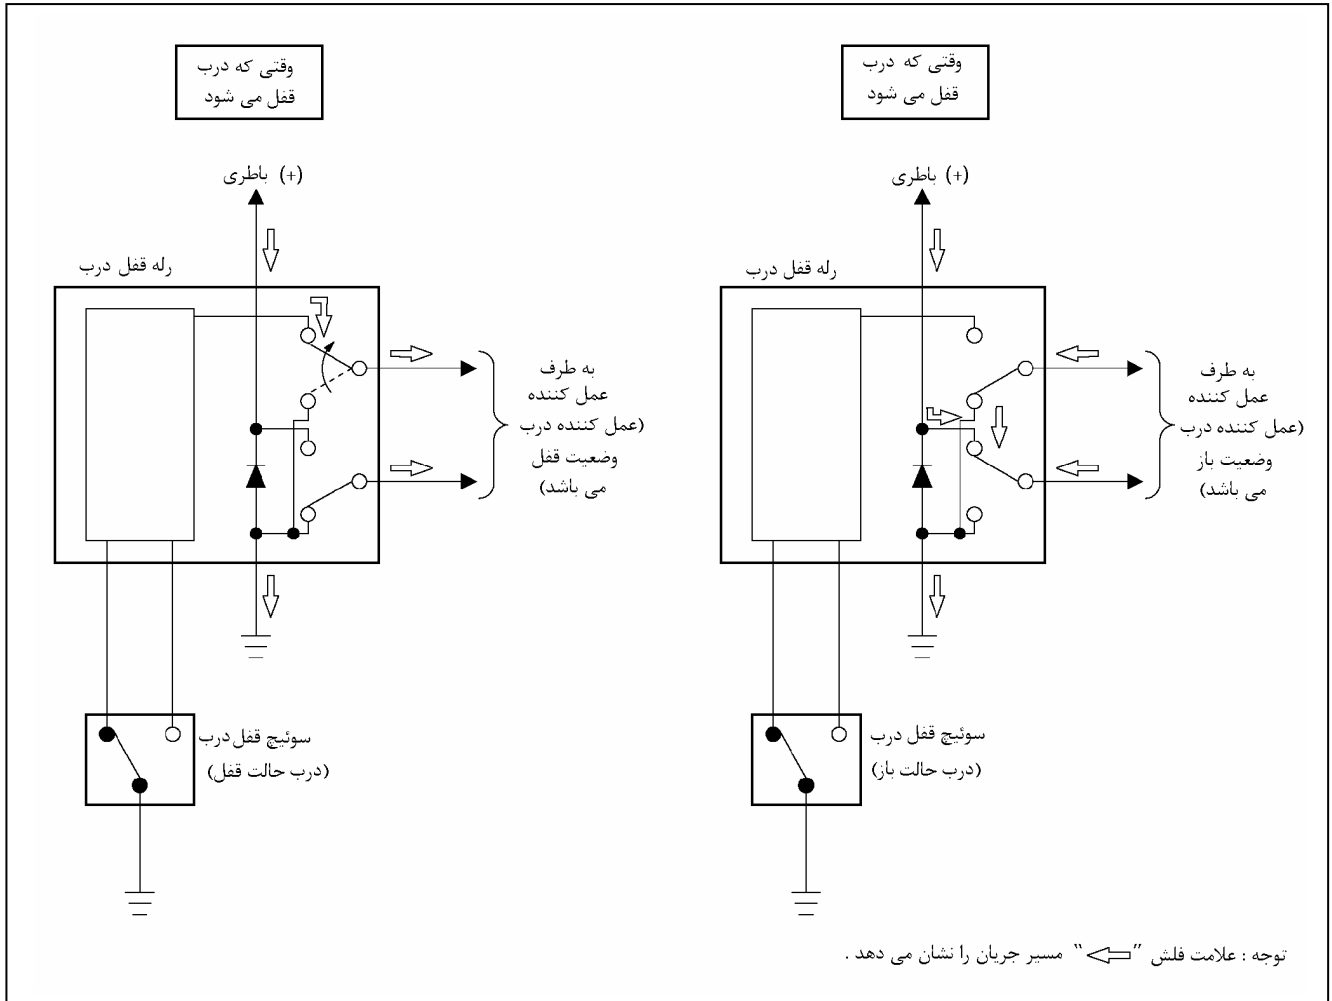 وقتی که درب
قفل می شود
(+) باطری
رله قفل درب
به طرف
عمل کننده
(عمل کننده درب
وضعیت باز
می باشد)
سوئیچ قفل درب
(درب حالت باز)
وقتی که درب
قفل می شود
(+) باطری
رله قفل درب
به طرف
عمل کننده
(عمل کننده درب
وضعیت قفل
می باشد)
سوئیچ قفل درب
(درب حالت قفل)
توجه : علامت فلش " " مسیر جریان را نشان می دهد .